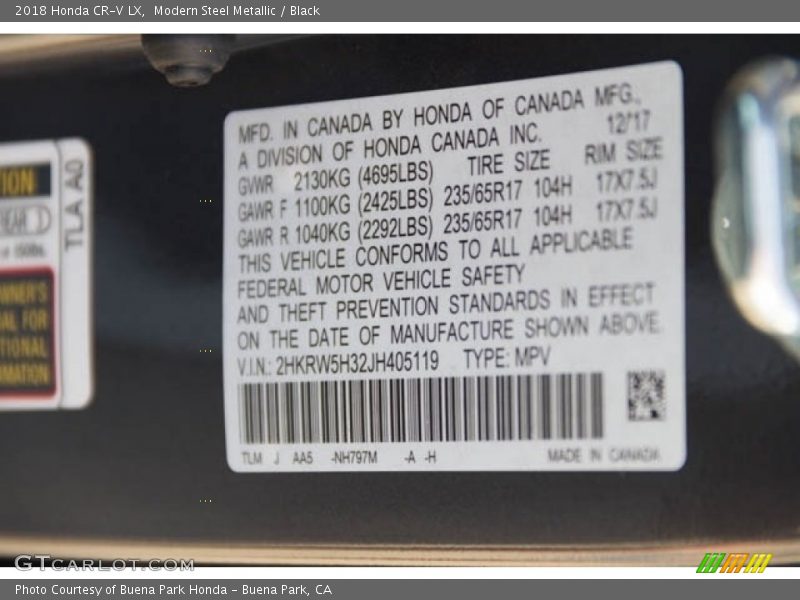 2018 Honda CR-V LX, Modern Steel Metallic / Black
MFD. IN CANADA BY HONDA OF CANADA MFG.,
A DIVISION OF HONDA CANADA INC. 12/17
GVWR 2130KG (4695LBS) TIRE SIZE RIM SIZE
GAWR F 1100KG (2425LBS) 235/65R17 104H 17X7.5J
GAWR R 1040KG (2292LBS) 235/65R17 104H 17X7.5J
THIS VEHICLE CONFORMS TO ALL APPLICABLE
FEDERAL MOTOR VEHICLE SAFETY
AND THEFT PREVENTION STANDARDS IN EFFECT
ON THE DATE OF MANUFACTURE SHOWN ABOVE.
V.I.N.: 2HKRW5H32JH405119 TYPE: MPV
TLM J AA5 -NH797M -A -H MADE IN CANADA
TLA A0
GTCARLOT.COM
Photo Courtesy of Buena Park Honda - Buena Park, CA